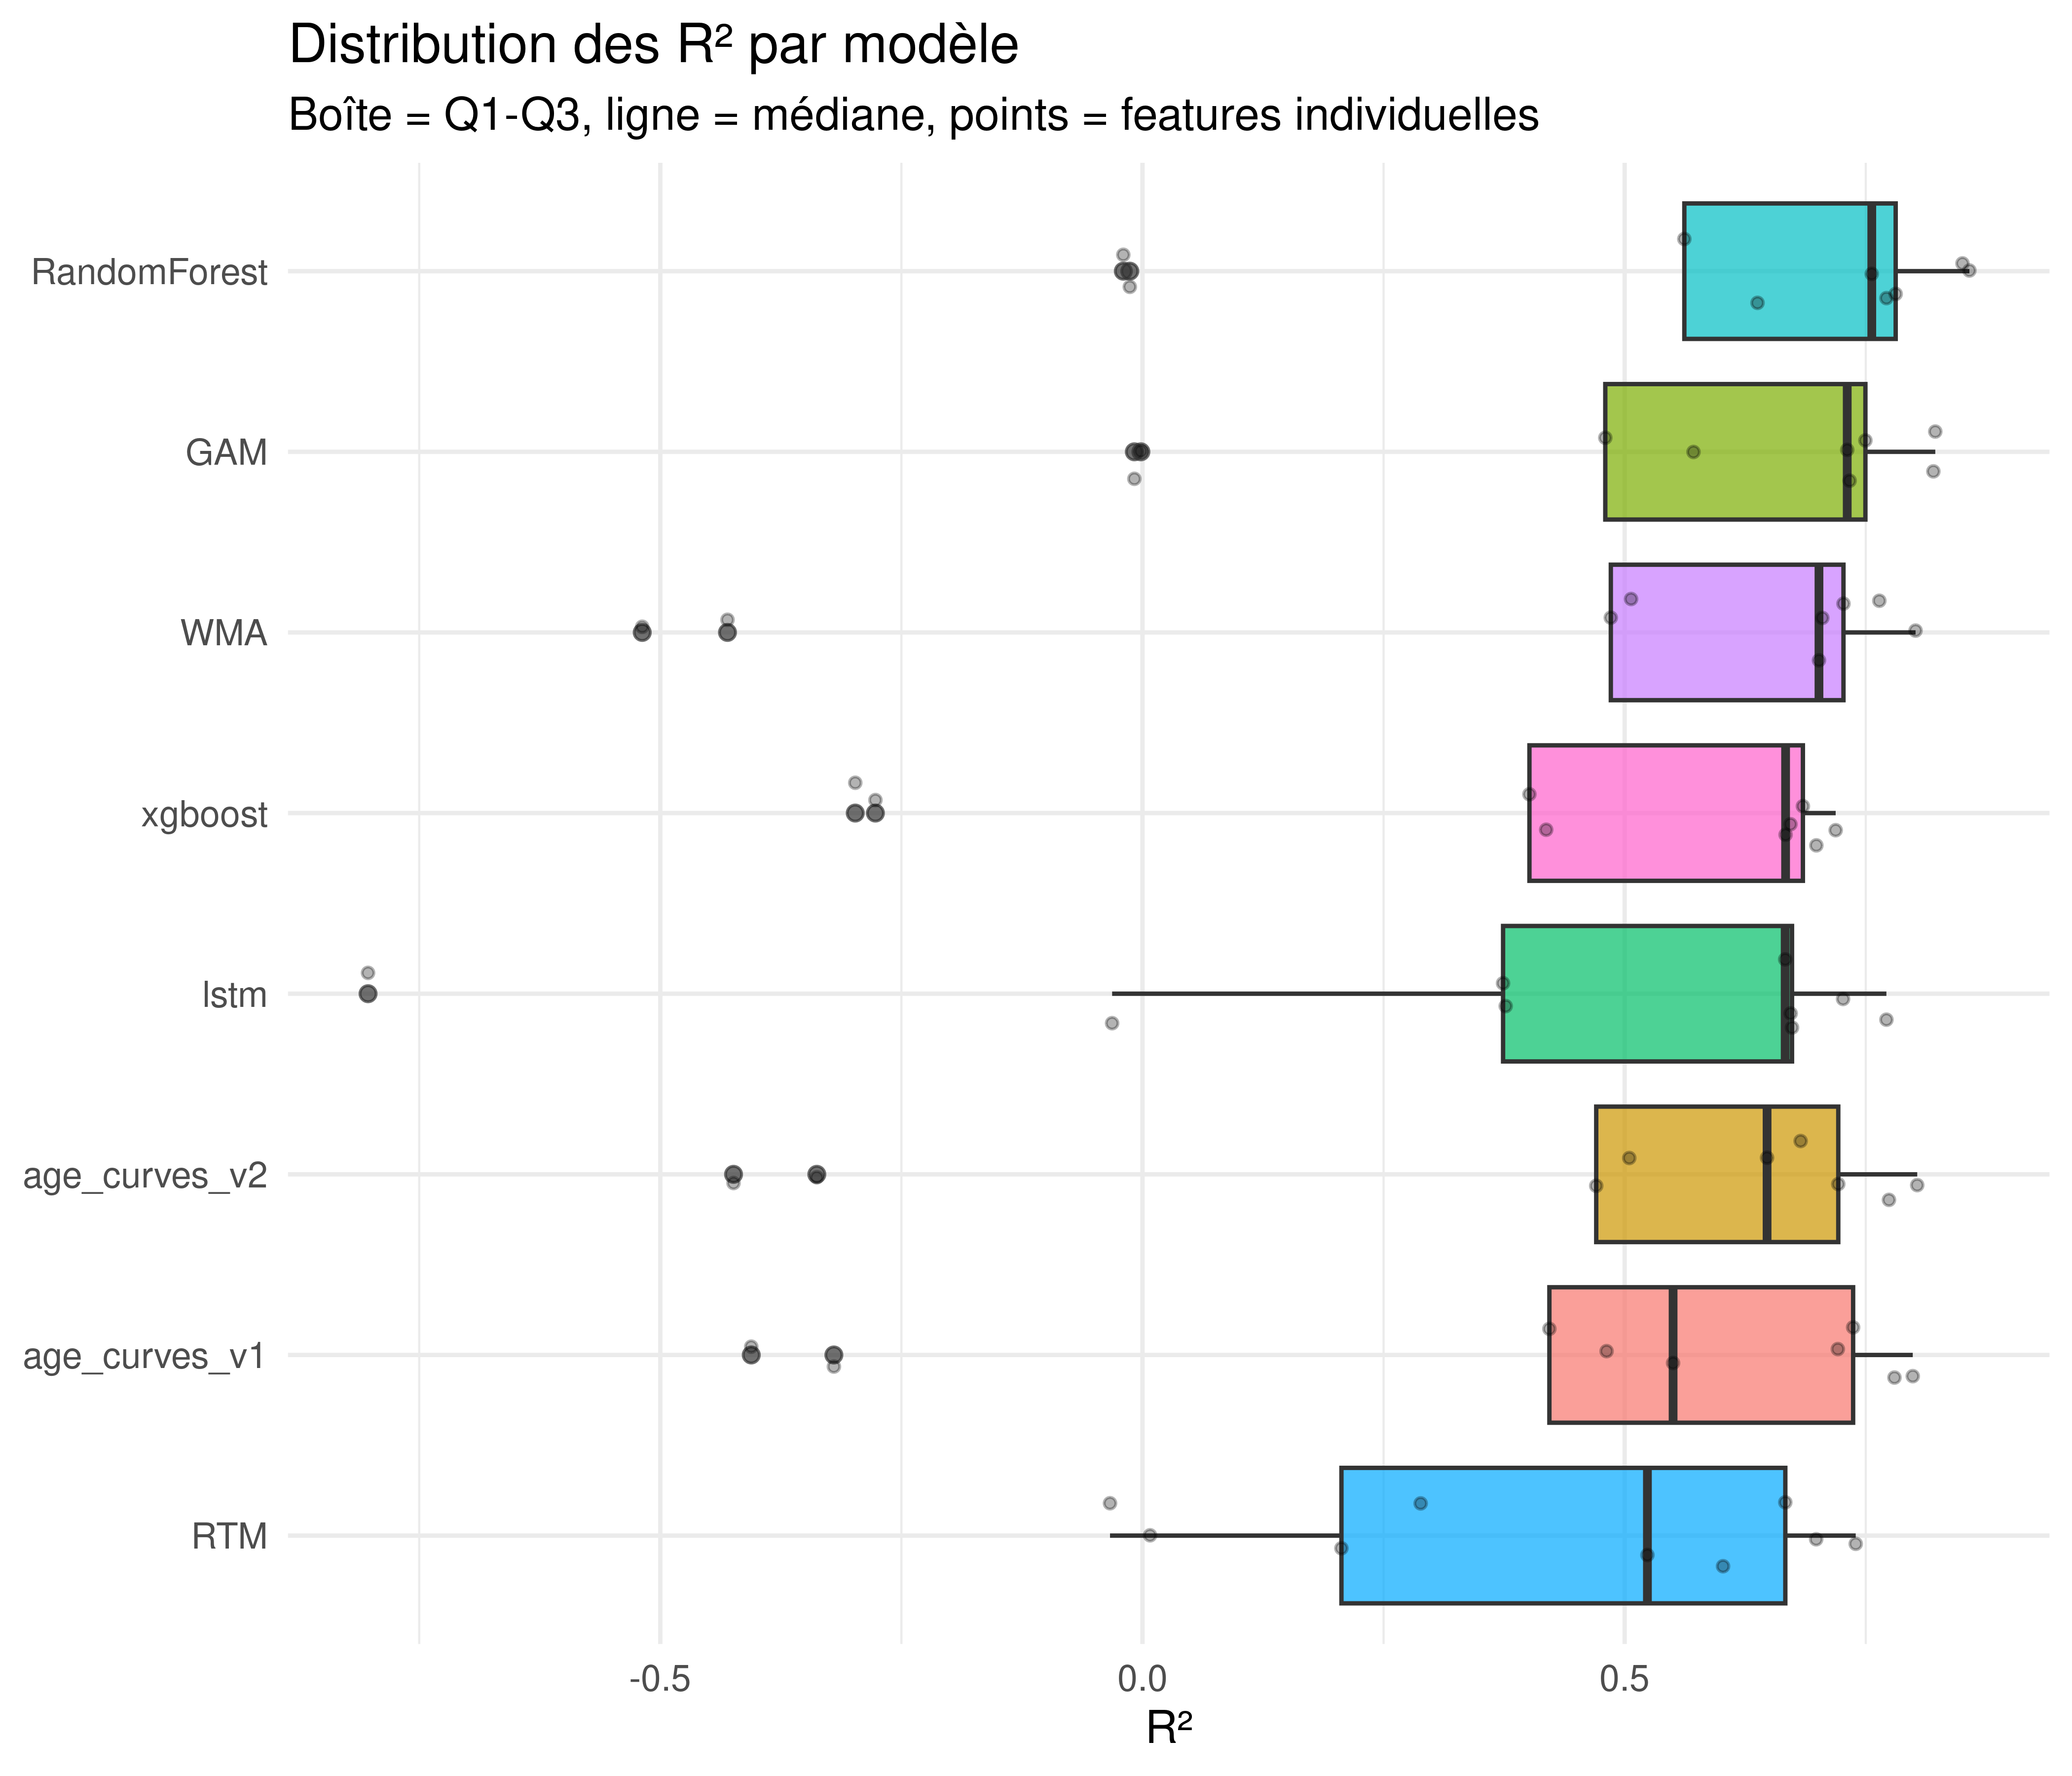 Distribution des R² par modèle
Boîte = Q1-Q3, ligne = médiane, points = features individuelles
RandomForest
GAM
WMA
xgboost
lstm
age_curves_v2
age_curves_v1
RTM
-0.5 0.0 0.5
R²